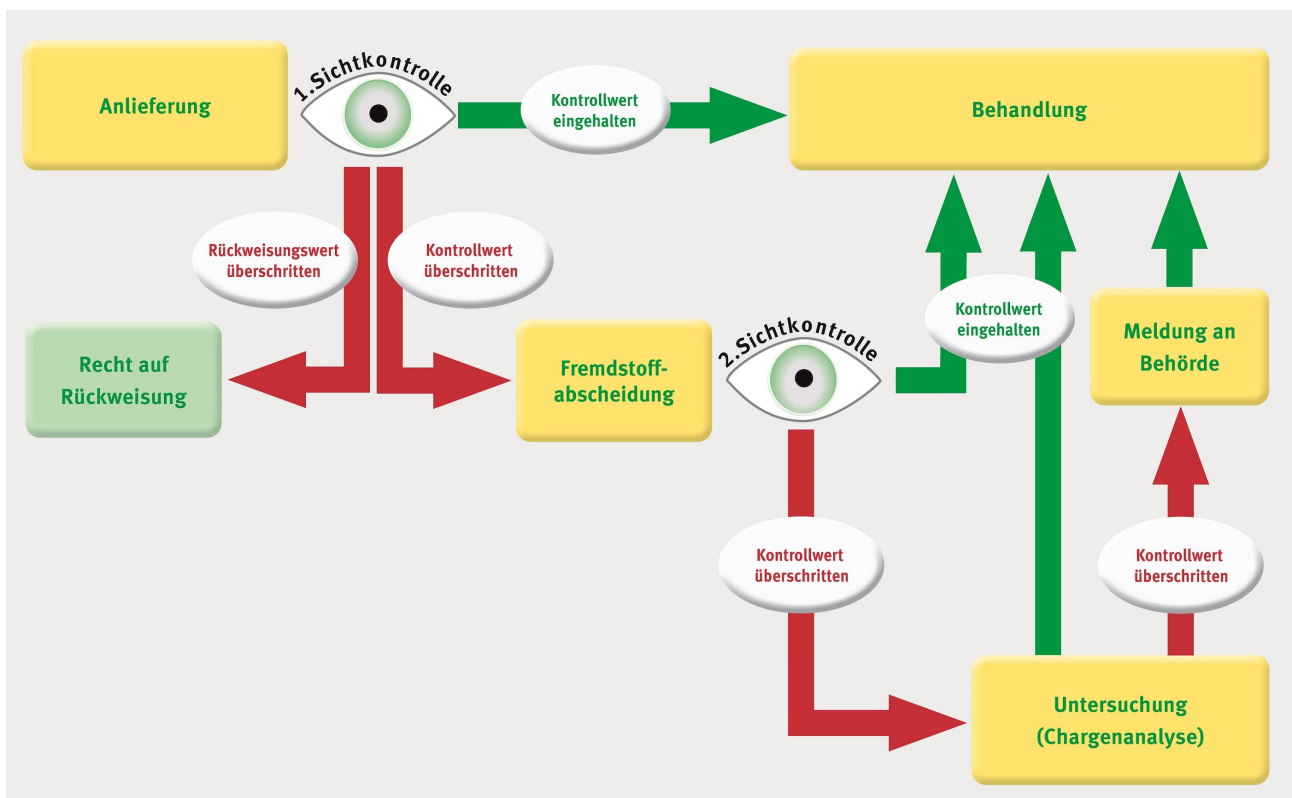 Anlieferung
1.Sichtkontrolle
Kontrollwert
eingehalten
Behandlung
Rückweisungswert
überschritten
Kontrollwert
überschritten
Recht auf
Rückweisung
Fremdstoff-
abscheidung
2.Sichtkontrolle
Kontrollwert
eingehalten
Meldung an
Behörde
Kontrollwert
überschritten
Kontrollwert
überschritten
Untersuchung
(Chargenanalyse)